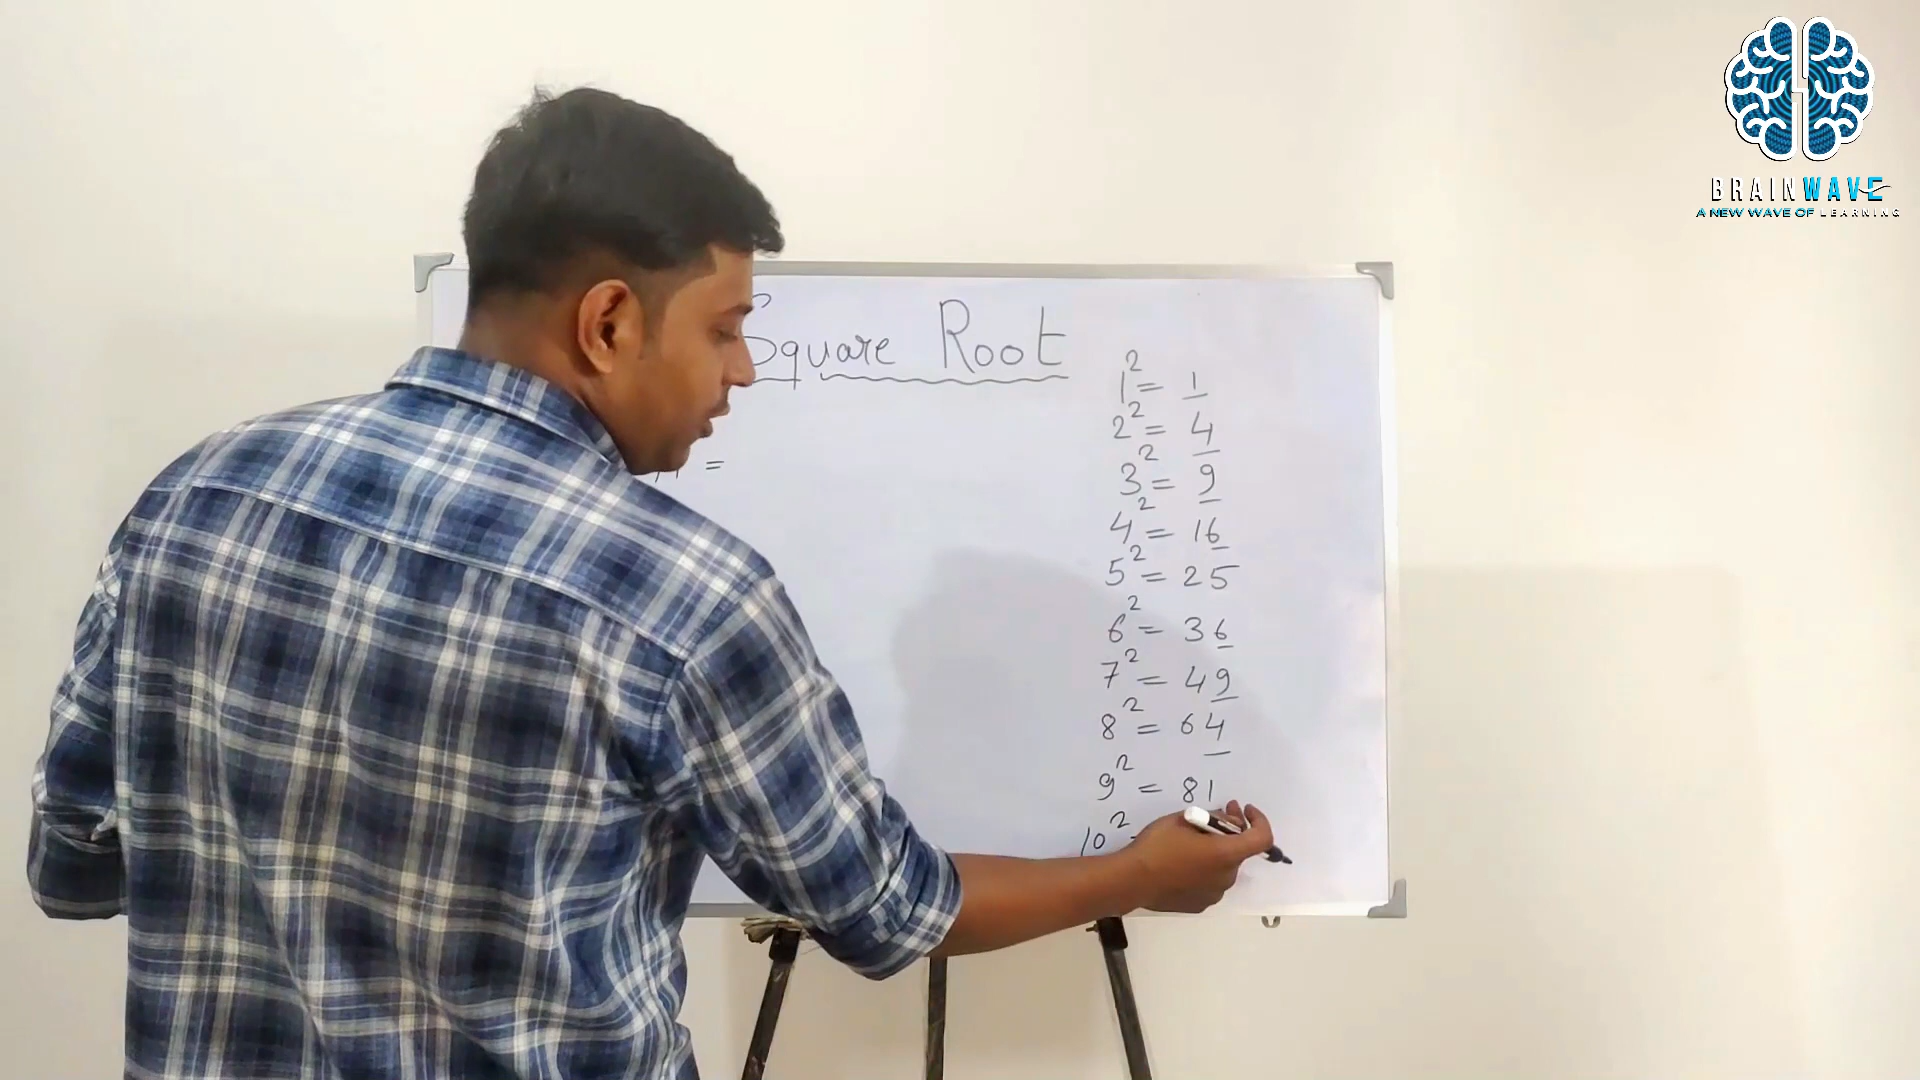 BRAINWAVE
A NEW WAVE OF LEARNING
Square Root
=
1² = 1
2² = 4
3² = 9
4² = 16
5² = 25
6² = 36
7² = 49
8² = 64
9² = 81
10²